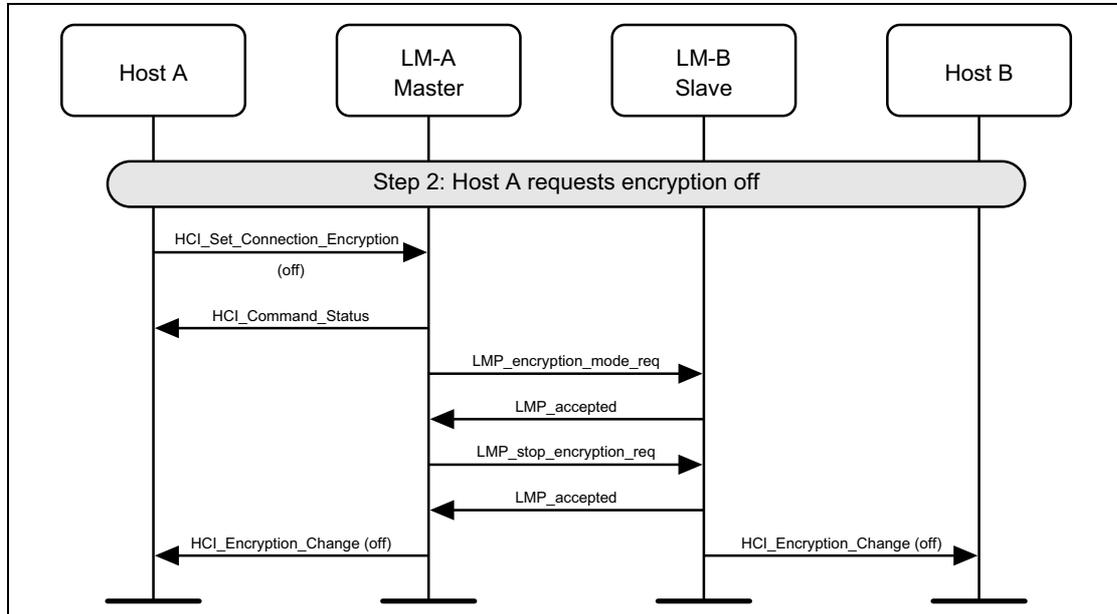 Host A
LM-A
Master
LM-B
Slave
Host B
Step 2: Host A requests encryption off
HCI_Set_Connection_Encryption
(off)
HCI_Command_Status
LMP_encryption_mode_req
LMP_accepted
LMP_stop_encryption_req
LMP_accepted
HCI_Encryption_Change (off)
HCI_Encryption_Change (off)